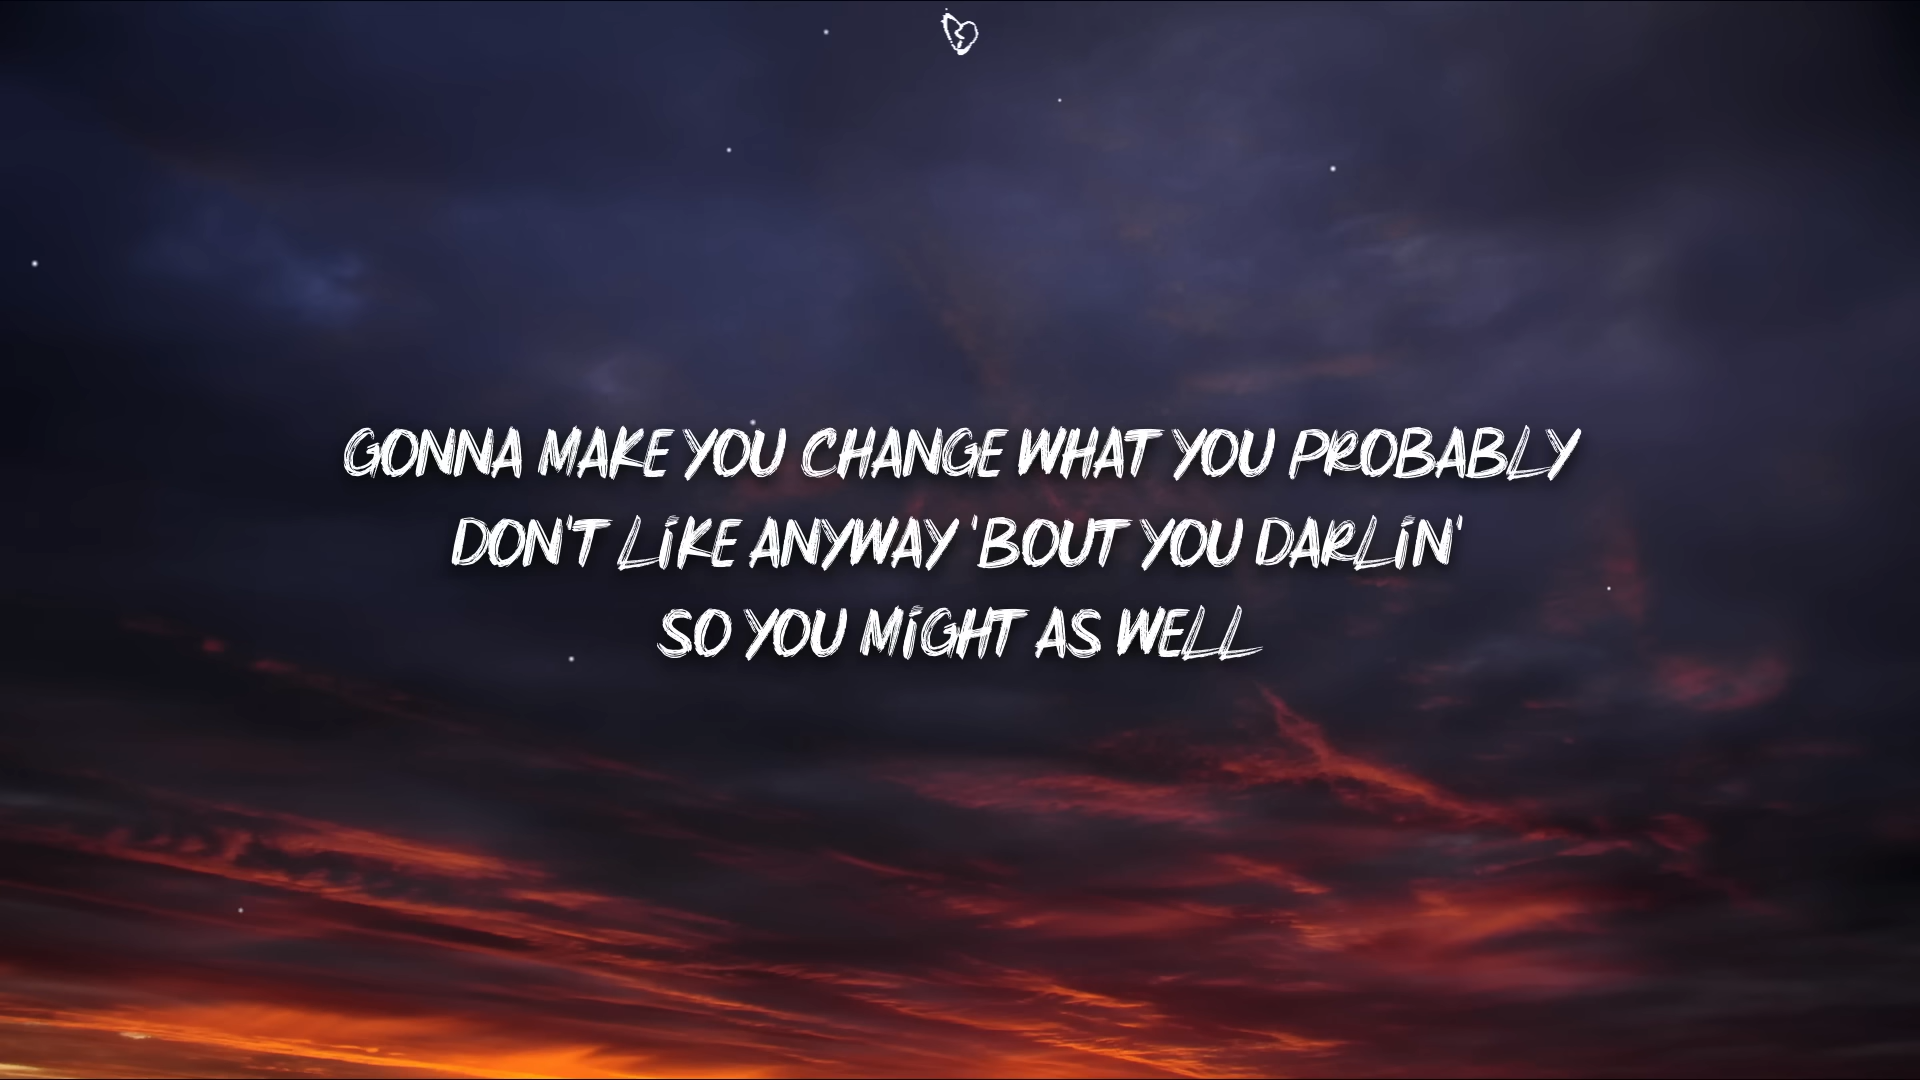 GONNA MAKE YOU CHANGE WHAT YOU PROBABLY
DON'T LIKE ANYWAY 'BOUT YOU DARLIN'
SO YOU MIGHT AS WELL